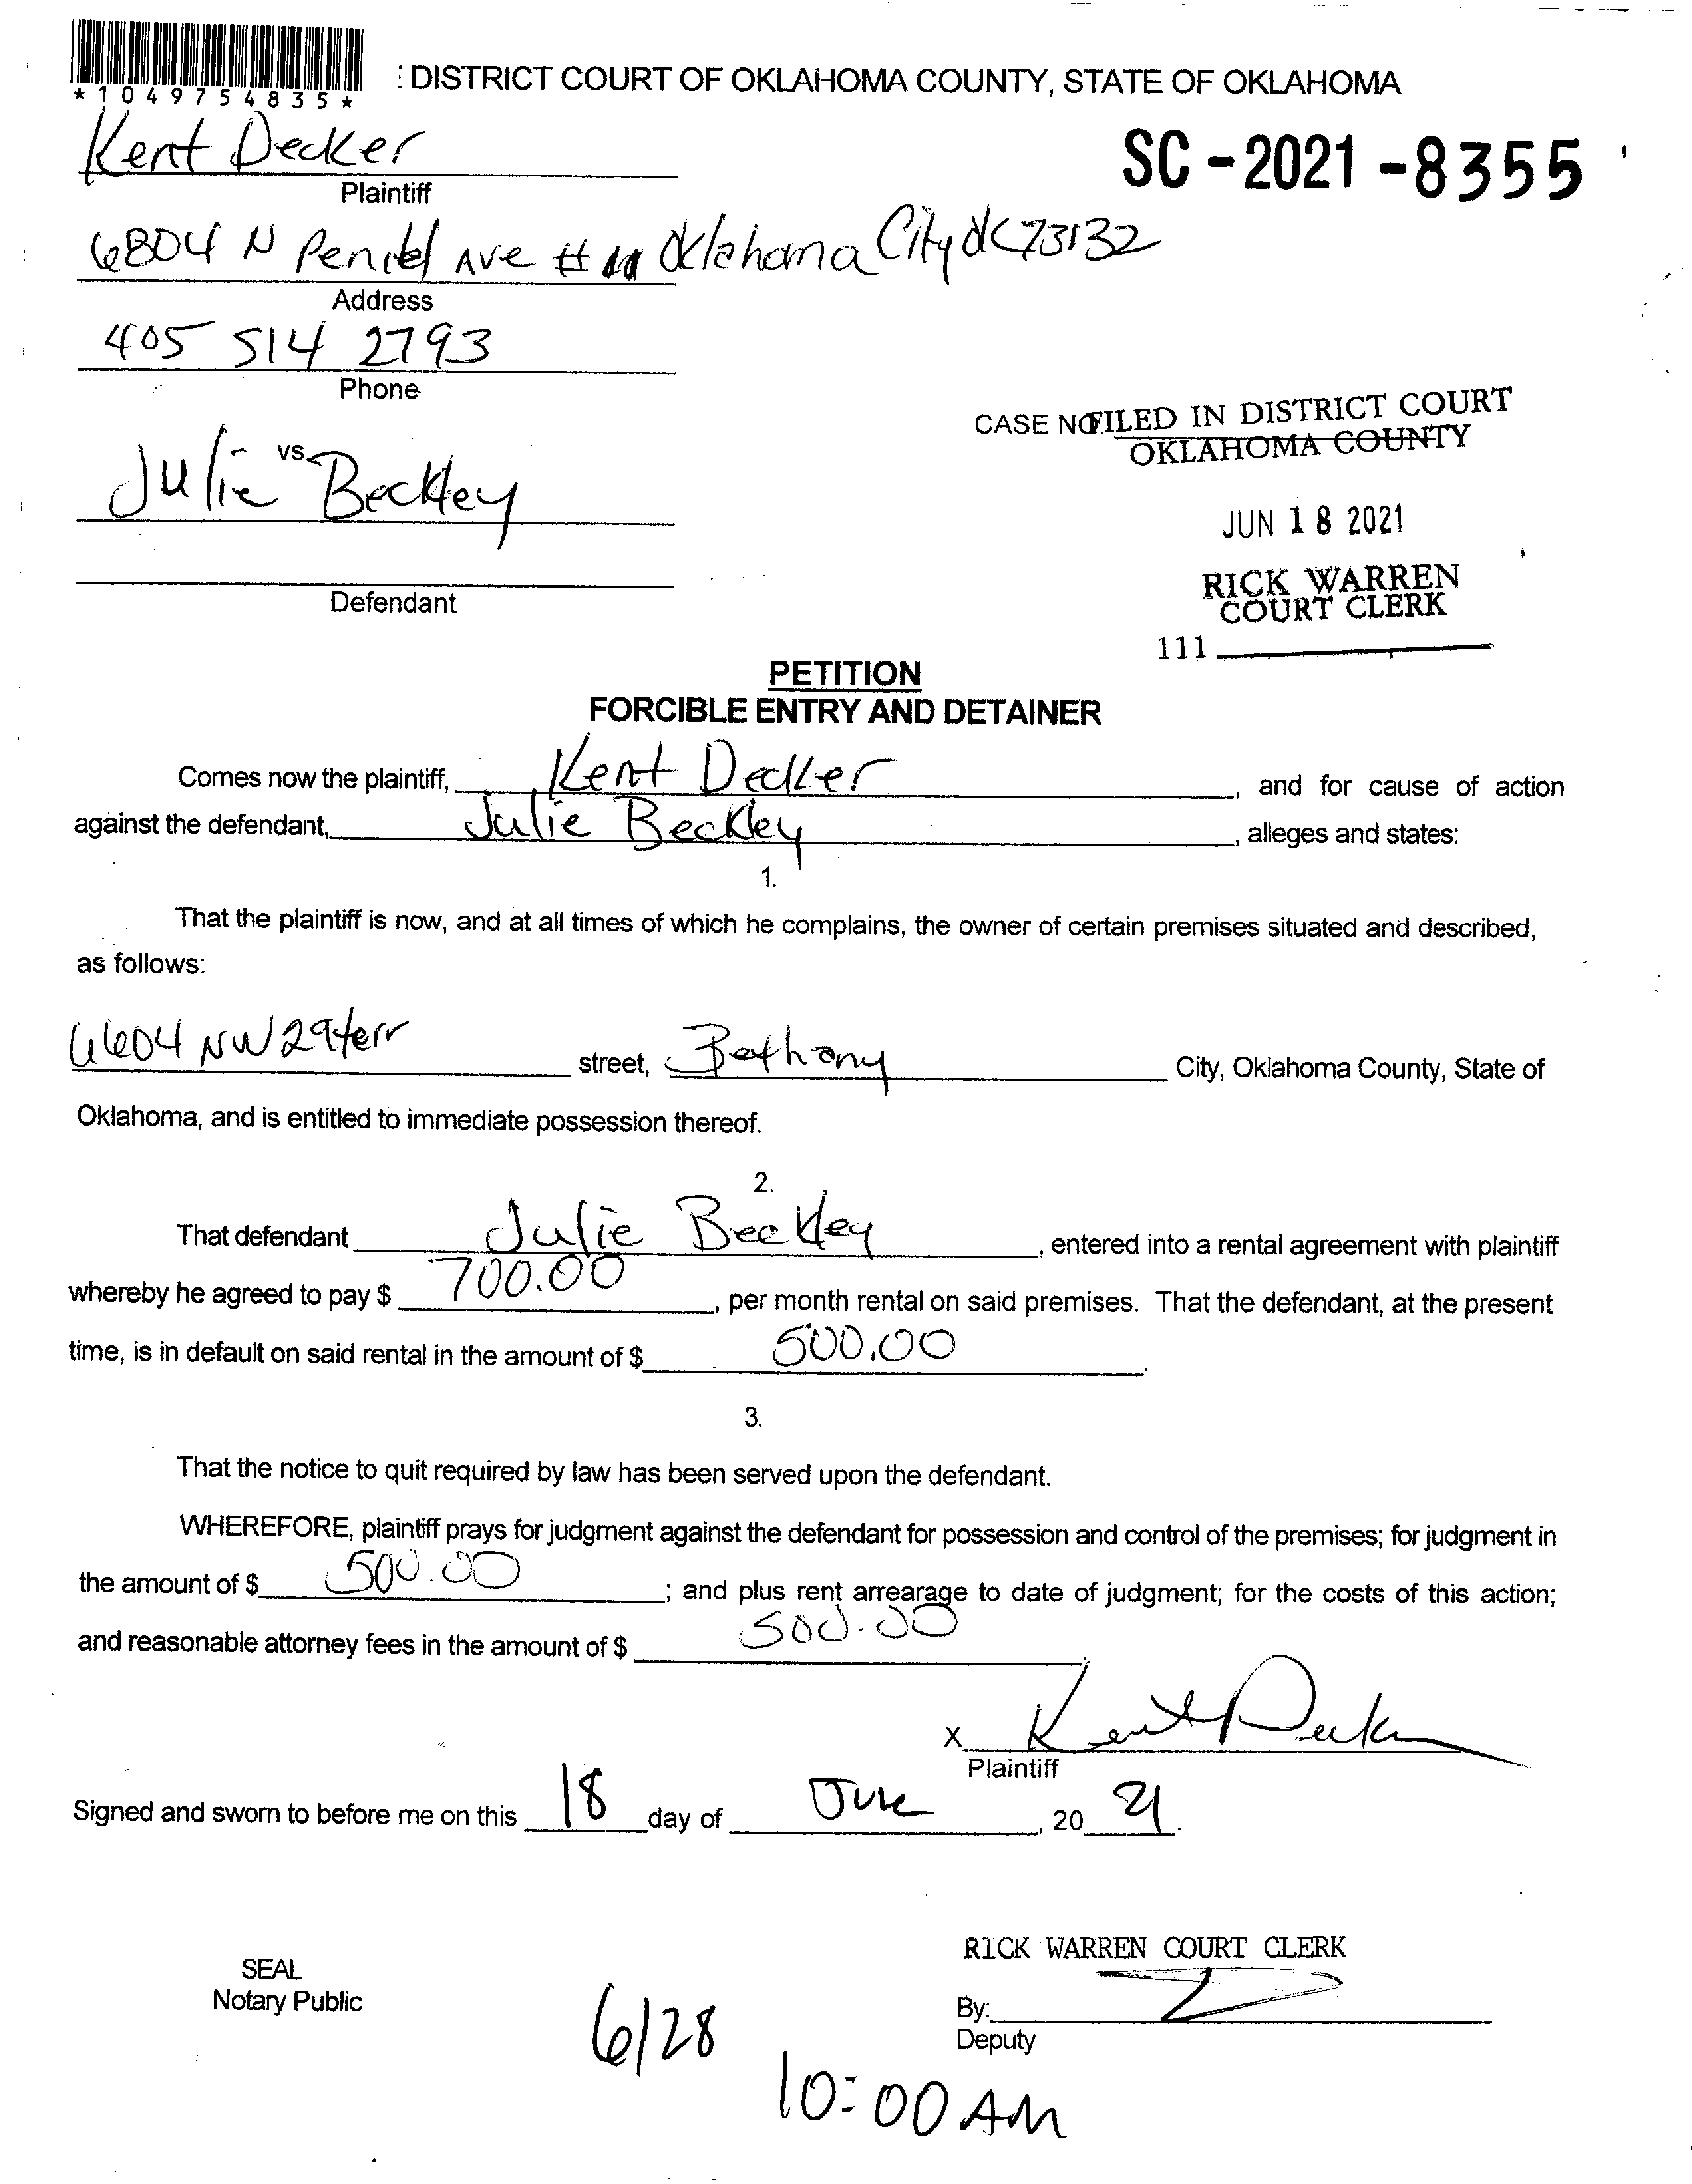 *1049754835*
: DISTRICT COURT OF OKLAHOMA COUNTY, STATE OF OKLAHOMA
Kent Decker
SC-2021-8355
Plaintiff
6804 N Peniel Ave # Oklahoma City OK 73132
Address
405 514 2793
Phone
CASE NO FILED IN DISTRICT COURT
OKLAHOMA COUNTY
vs.
Julie Beckley
JUN 18 2021
RICK WARREN
COURT CLERK
Defendant
111
PETITION
FORCIBLE ENTRY AND DETAINER
Comes now the plaintiff, Kent Decker, and for cause of action
against the defendant, Julie Beckley, alleges and states:
1.
That the plaintiff is now, and at all times of which he complains, the owner of certain premises situated and described,
as follows:
6604 NW 29 terr street, Bethany City, Oklahoma County, State of
Oklahoma, and is entitled to immediate possession thereof.
2.
That defendant Julie Beckley, entered into a rental agreement with plaintiff
whereby he agreed to pay $ 700.00, per month rental on said premises. That the defendant, at the present
time, is in default on said rental in the amount of $ 500.00.
3.
That the notice to quit required by law has been served upon the defendant.
WHEREFORE, plaintiff prays for judgment against the defendant for possession and control of the premises; for judgment in
the amount of $ 500.00; and plus rent arrearage to date of judgment; for the costs of this action;
and reasonable attorney fees in the amount of $ 500.00
X Kent Decker
Plaintiff
Signed and sworn to before me on this 18 day of June, 20 21.
RICK WARREN COURT CLERK
SEAL
Notary Public
By:
Deputy
6/28
10:00 AM